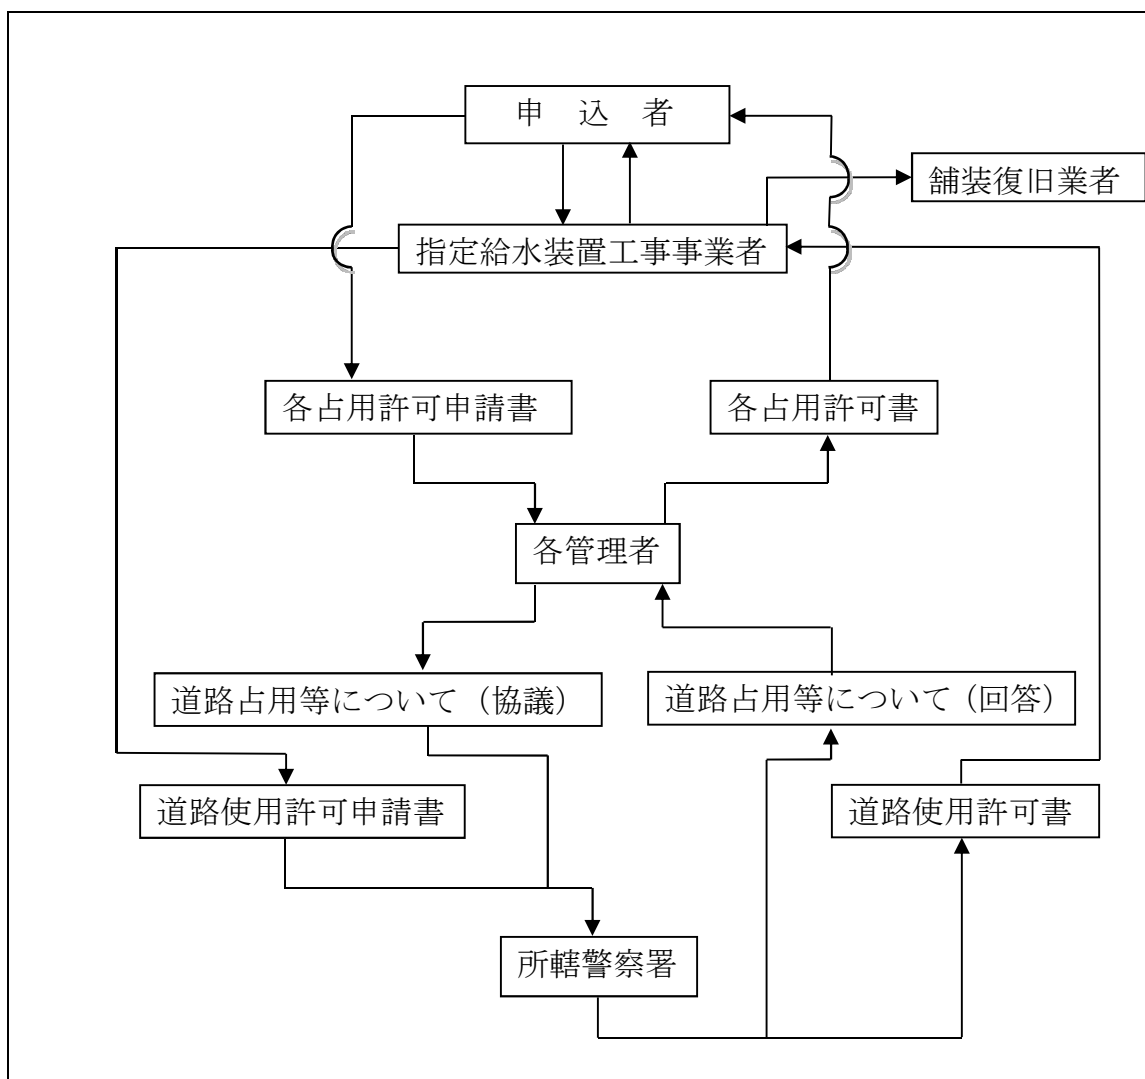 申　込　者
舗装復旧業者
指定給水装置工事事業者
各占用許可申請書
各占用許可書
各管理者
道路占用等について（協議）
道路占用等について（回答）
道路使用許可申請書
道路使用許可書
所轄警察署